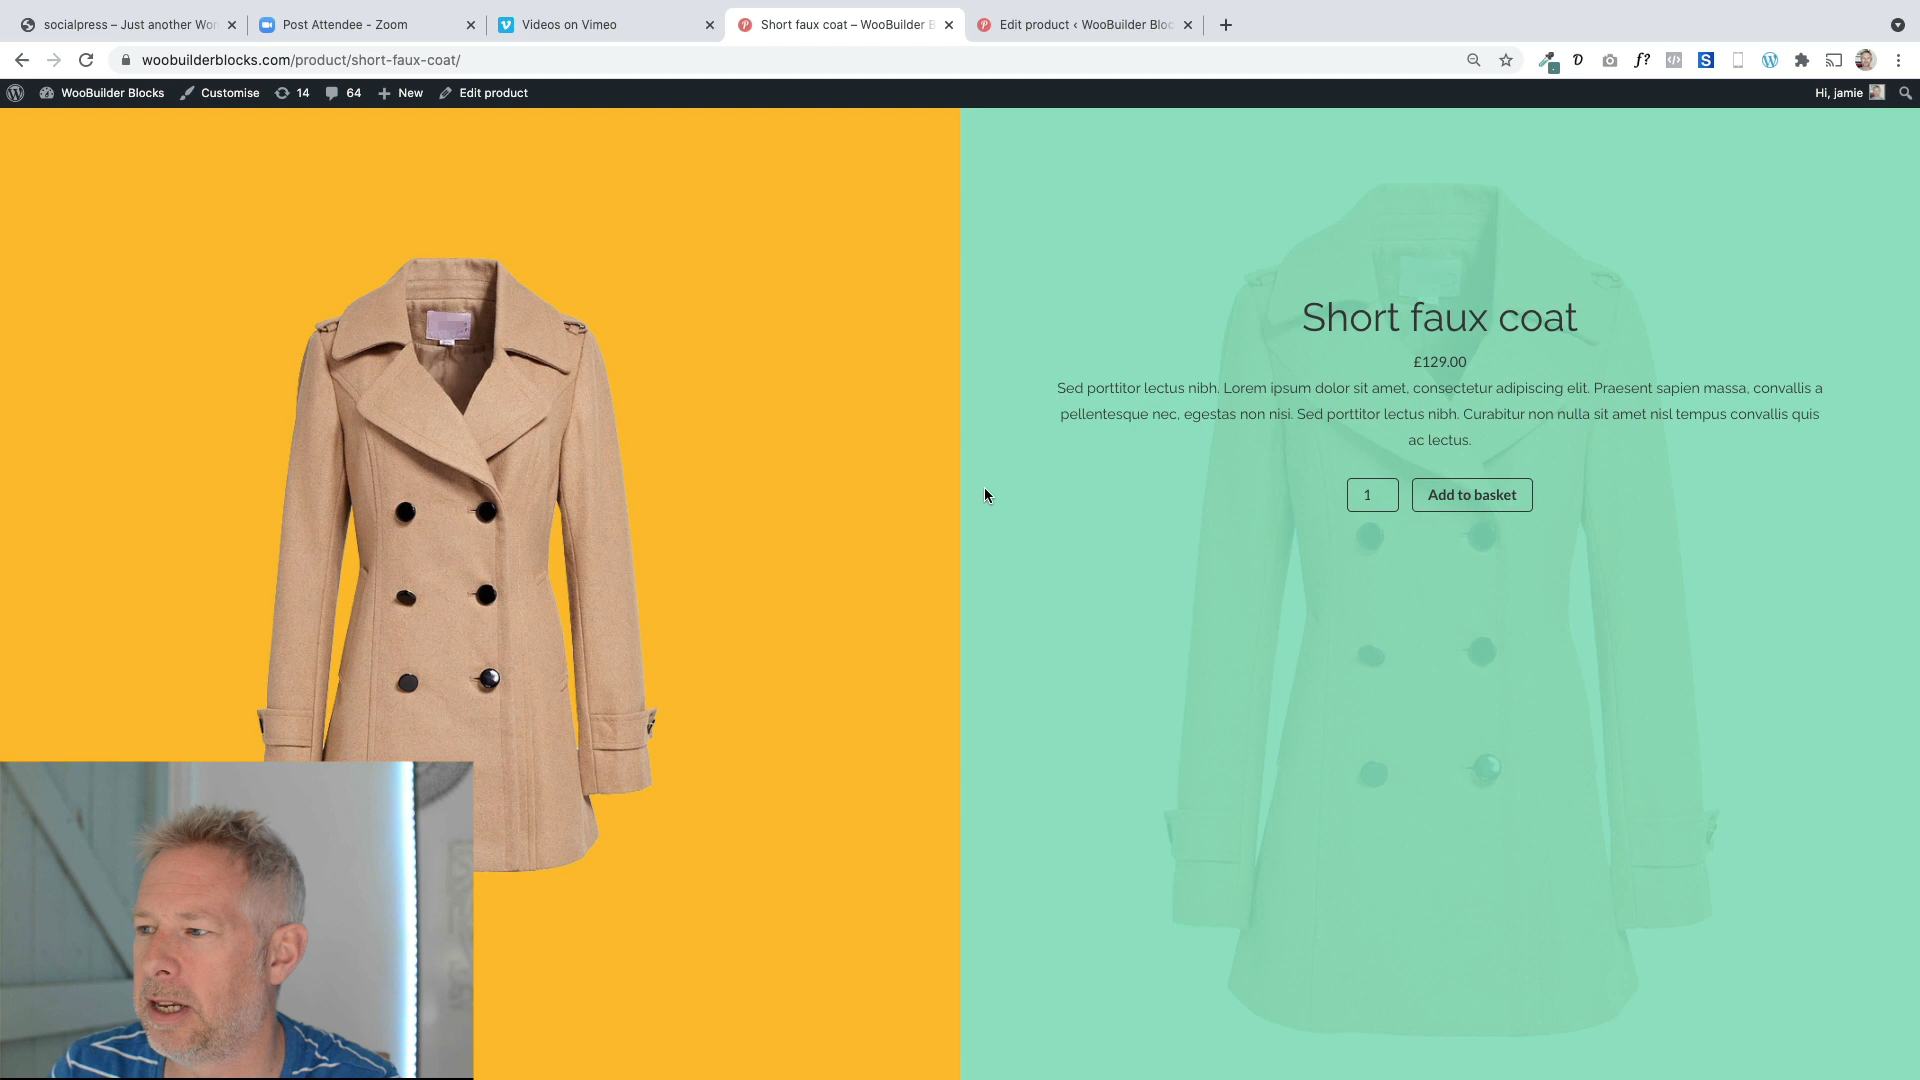 socialpress – Just another Wor
Post Attendee - Zoom
Videos on Vimeo
Short faux coat – WooBuilder B
Edit product ‹ WooBuilder Bloc
woobuilderblocks.com/product/short-faux-coat/
WooBuilder Blocks
Customise
14
64
New
Edit product
Hi, jamie
Short faux coat
£129.00
Sed porttitor lectus nibh. Lorem ipsum dolor sit amet, consectetur adipiscing elit. Praesent sapien massa, convallis a
pellentesque nec, egestas non nisi. Sed porttitor lectus nibh. Curabitur non nulla sit amet nisl tempus convallis quis
ac lectus.
1
Add to basket